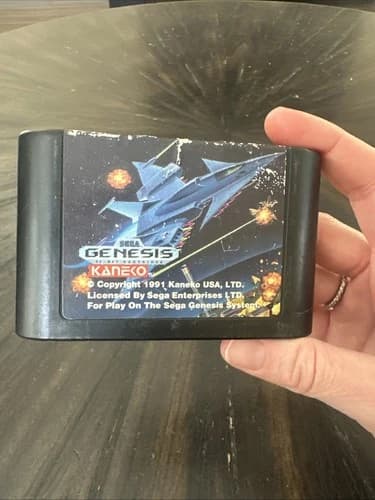 SEGA
GENESIS
16-BIT CARTRIDGE
KANEKO
© Copyright 1991 Kaneko USA, LTD.
Licensed By Sega Enterprises LTD.
For Play On The Sega Genesis System.